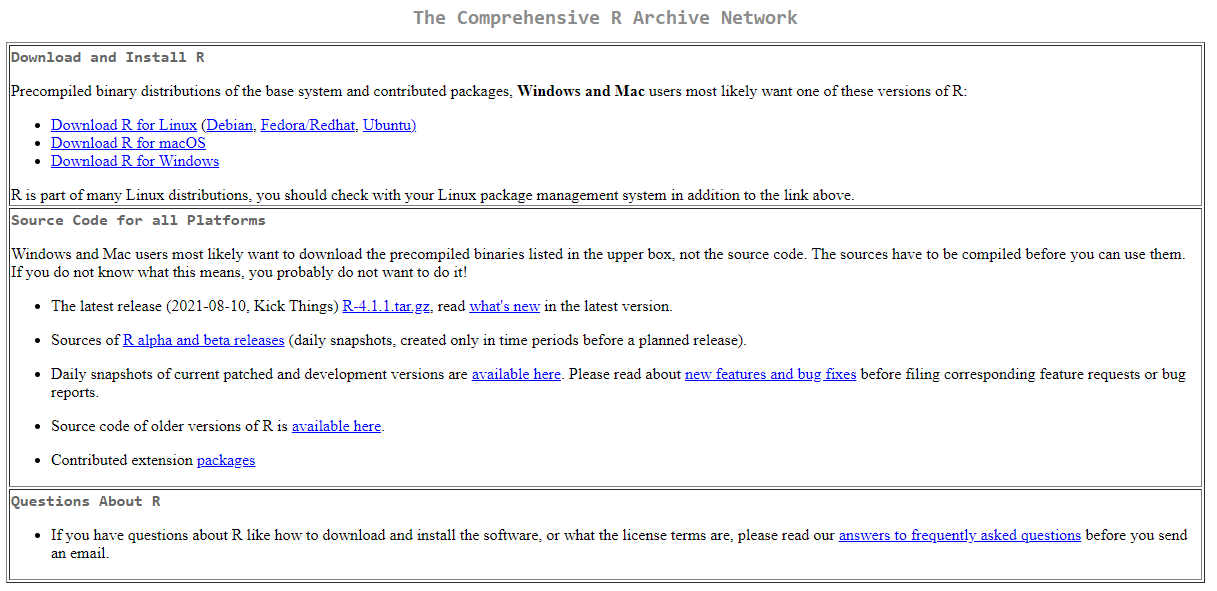 The Comprehensive R Archive Network
Download and Install R
Precompiled binary distributions of the base system and contributed packages, Windows and Mac users most likely want one of these versions of R:
• Download R for Linux (Debian, Fedora/Redhat, Ubuntu)
• Download R for macOS
• Download R for Windows
R is part of many Linux distributions, you should check with your Linux package management system in addition to the link above.
Source Code for all Platforms
Windows and Mac users most likely want to download the precompiled binaries listed in the upper box, not the source code. The sources have to be compiled before you can use them.
If you do not know what this means, you probably do not want to do it!
• The latest release (2021-08-10, Kick Things) R-4.1.1.tar.gz, read what's new in the latest version.
• Sources of R alpha and beta releases (daily snapshots, created only in time periods before a planned release).
• Daily snapshots of current patched and development versions are available here. Please read about new features and bug fixes before filing corresponding feature requests or bug
reports.
• Source code of older versions of R is available here.
• Contributed extension packages
Questions About R
• If you have questions about R like how to download and install the software, or what the license terms are, please read our answers to frequently asked questions before you send
an email.